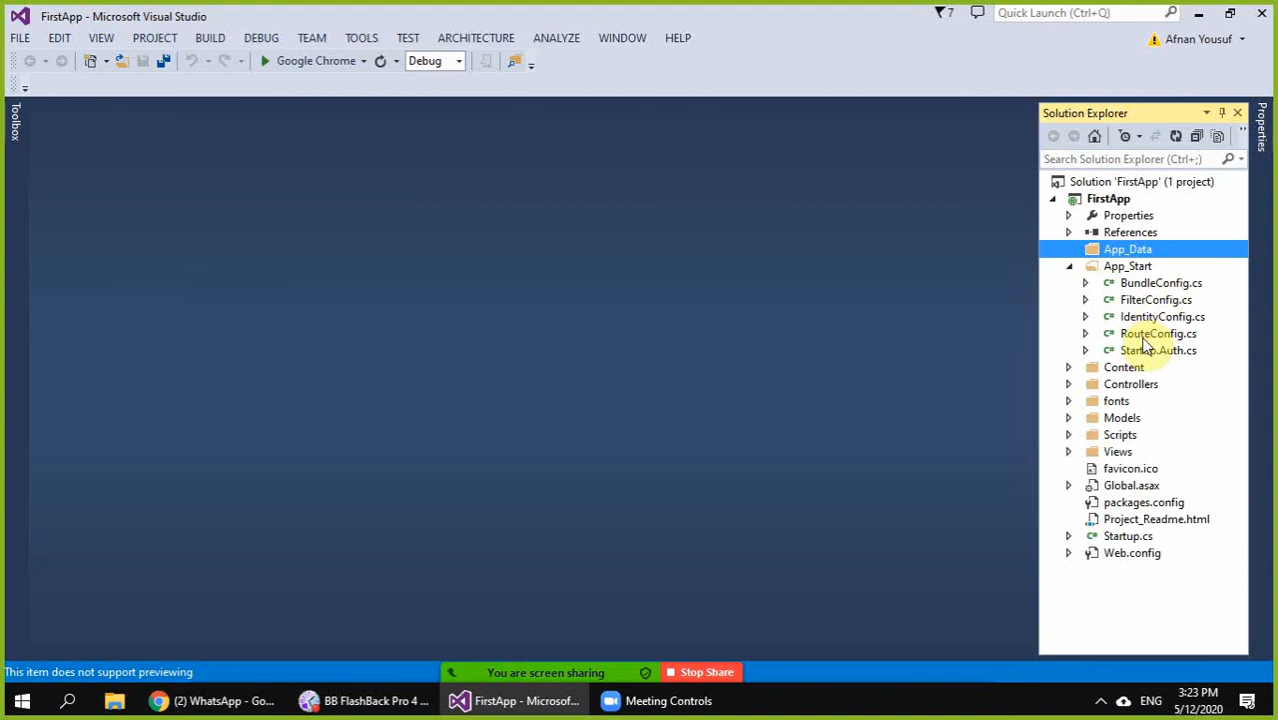 FirstApp - Microsoft Visual Studio
7
Quick Launch (Ctrl+Q)
FILE EDIT VIEW PROJECT BUILD DEBUG TEAM TOOLS TEST ARCHITECTURE ANALYZE WINDOW HELP
Afnan Yousuf
Google Chrome
Debug
Toolbox
Solution Explorer
Properties
Search Solution Explorer (Ctrl+;)
Solution 'FirstApp' (1 project)
FirstApp
Properties
References
App_Data
App_Start
BundleConfig.cs
FilterConfig.cs
IdentityConfig.cs
RouteConfig.cs
Startup.Auth.cs
Content
Controllers
fonts
Models
Scripts
Views
favicon.ico
Global.asax
packages.config
Project_Readme.html
Startup.cs
Web.config
This item does not support previewing
You are screen sharing
Stop Share
(2) WhatsApp - Go...
BB FlashBack Pro 4 ...
FirstApp - Microsof...
Meeting Controls
ENG
3:23 PM
5/12/2020